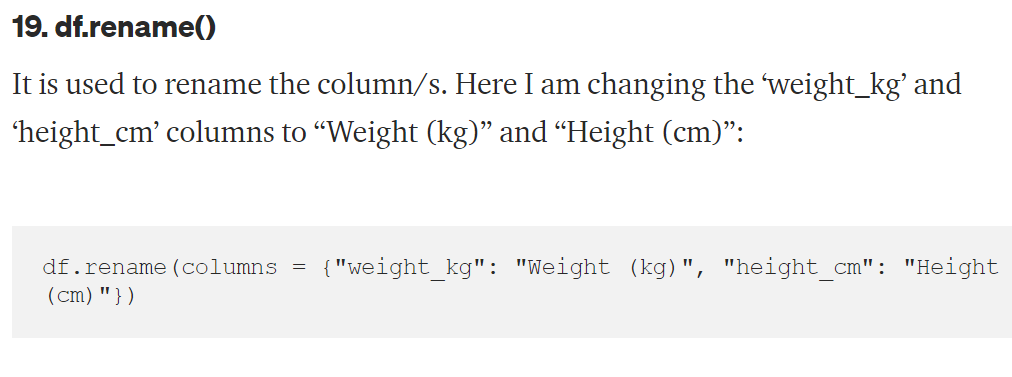 19. df.rename()
It is used to rename the column/s. Here I am changing the ‘weight_kg’ and
‘height_cm’ columns to “Weight (kg)” and “Height (cm)”:
df.rename(columns = {"weight_kg": "Weight (kg)", "height_cm": "Height
(cm)"})